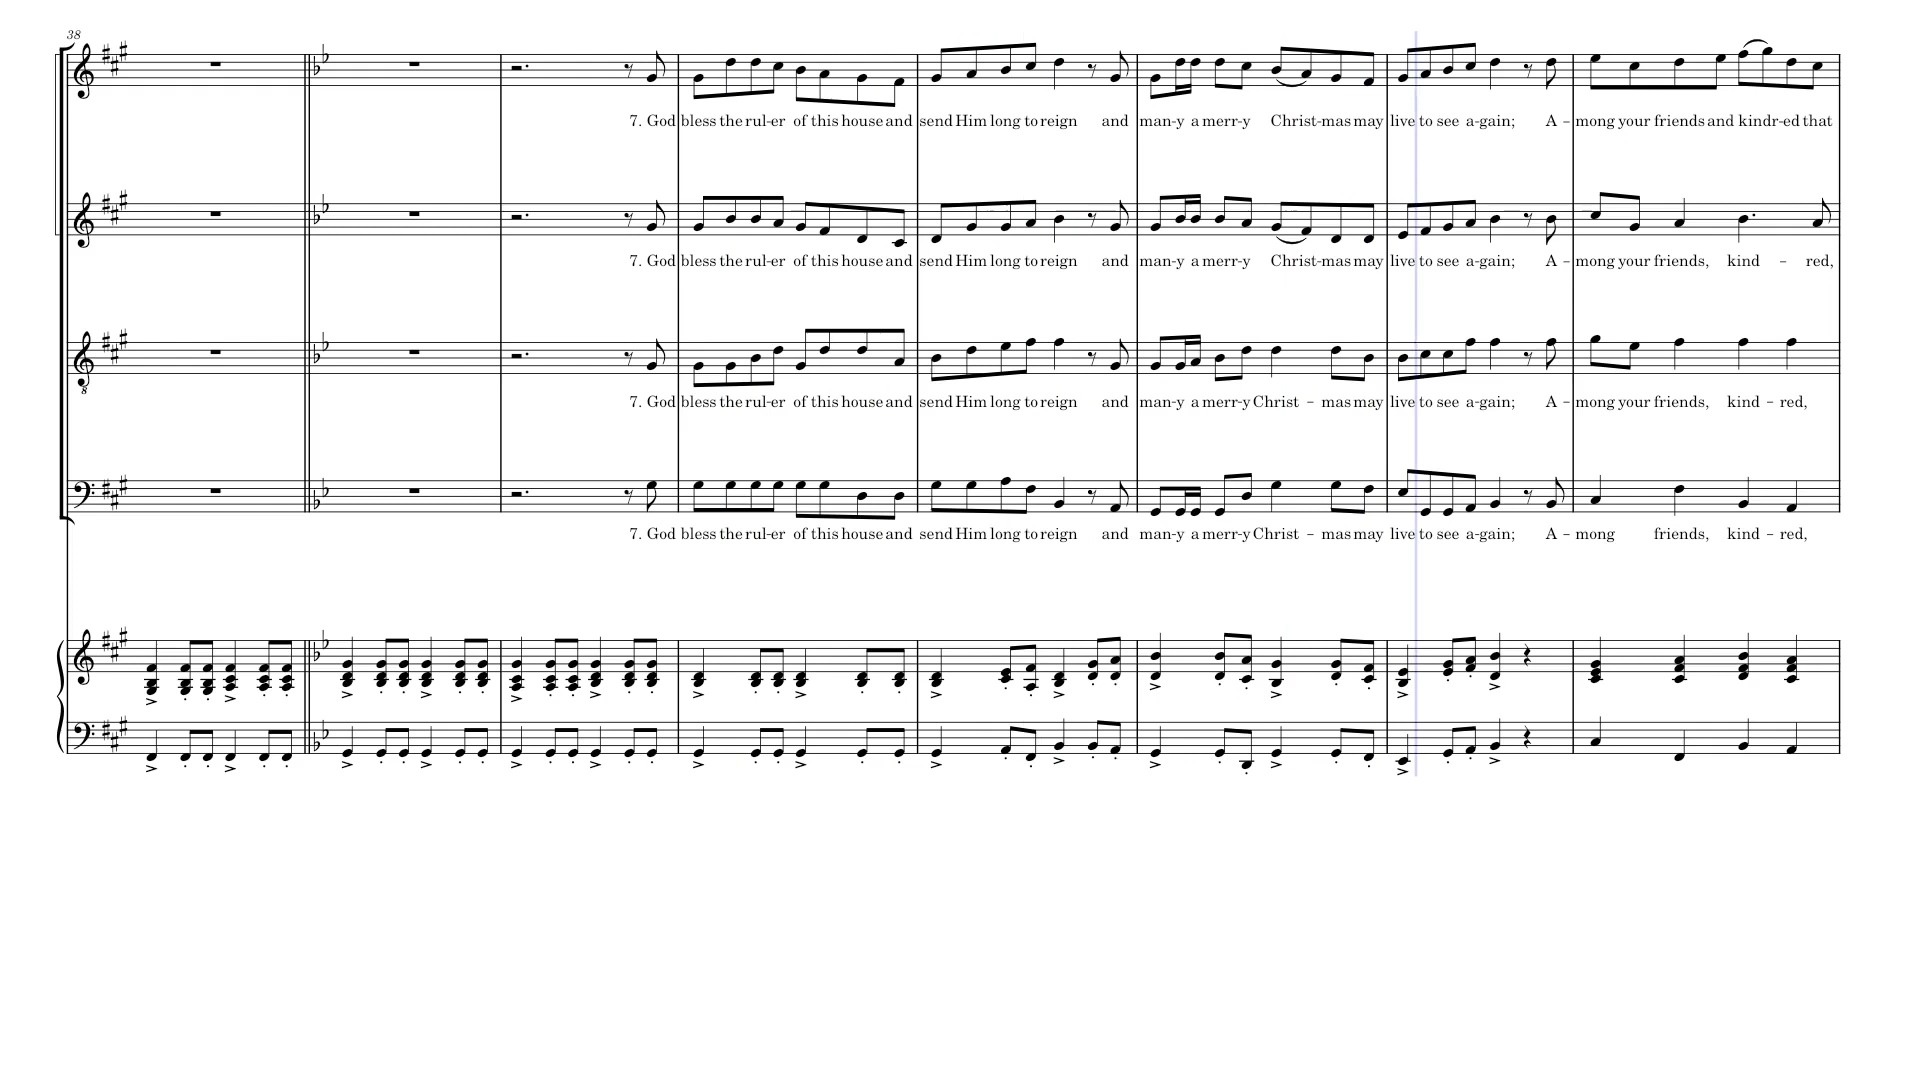 38
7. God bless the rul-er of this house and send Him long to reign and man-y a merr-y Christ-mas may live to see a-gain; A – mong your friends and kindr-ed that
7. God bless the rul-er of this house and send Him long to reign and man-y a merr-y Christ-mas may live to see a-gain; A – mong your friends, kind – red,
7. God bless the rul-er of this house and send Him long to reign and man-y a merr-y Christ – mas may live to see a-gain; A – mong your friends, kind – red,
8
7. God bless the rul-er of this house and send Him long to reign and man-y a merr-y Christ – mas may live to see a-gain; A – mong friends, kind – red,